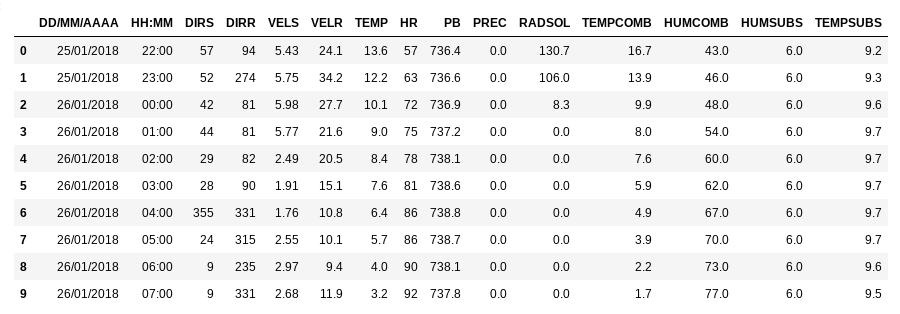 DD/MM/AAAA HH:MM DIRS DIRR VELS VELR TEMP HR PB PREC RADSOL TEMPCOMB HUMCOMB HUMSUBS TEMPSUBS
0 25/01/2018 22:00 57 94 5.43 24.1 13.6 57 736.4 0.0 130.7 16.7 43.0 6.0 9.2
1 25/01/2018 23:00 52 274 5.75 34.2 12.2 63 736.6 0.0 106.0 13.9 46.0 6.0 9.3
2 26/01/2018 00:00 42 81 5.98 27.7 10.1 72 736.9 0.0 8.3 9.9 48.0 6.0 9.6
3 26/01/2018 01:00 44 81 5.77 21.6 9.0 75 737.2 0.0 0.0 8.0 54.0 6.0 9.7
4 26/01/2018 02:00 29 82 2.49 20.5 8.4 78 738.1 0.0 0.0 7.6 60.0 6.0 9.7
5 26/01/2018 03:00 28 90 1.91 15.1 7.6 81 738.6 0.0 0.0 5.9 62.0 6.0 9.7
6 26/01/2018 04:00 355 331 1.76 10.8 6.4 86 738.8 0.0 0.0 4.9 67.0 6.0 9.7
7 26/01/2018 05:00 24 315 2.55 10.1 5.7 86 738.7 0.0 0.0 3.9 70.0 6.0 9.7
8 26/01/2018 06:00 9 235 2.97 9.4 4.0 90 738.1 0.0 0.0 2.2 73.0 6.0 9.6
9 26/01/2018 07:00 9 331 2.68 11.9 3.2 92 737.8 0.0 0.0 1.7 77.0 6.0 9.5